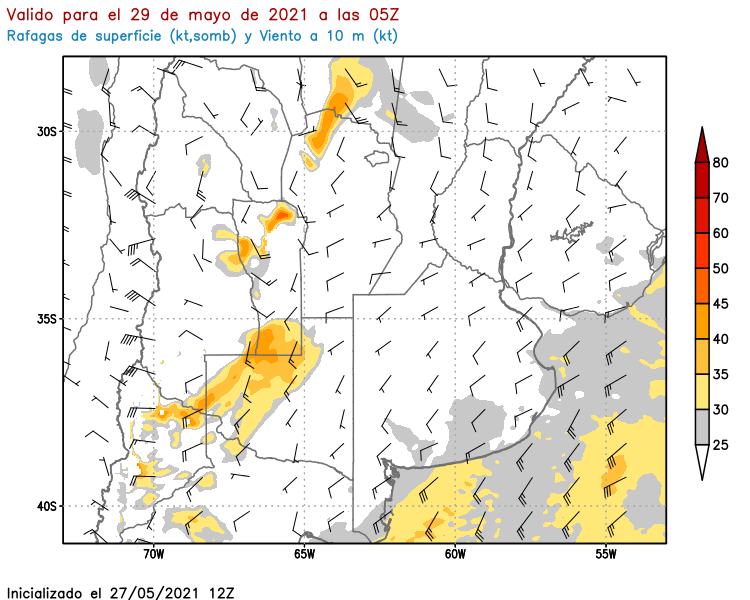 Valido para el 29 de mayo de 2021 a las 05Z
Rafagas de superficie (kt,somb) y Viento a 10 m (kt)
30S
35S
40S
70W
65W
60W
55W
80
70
60
50
45
40
35
30
25
Inicializado el 27/05/2021 12Z